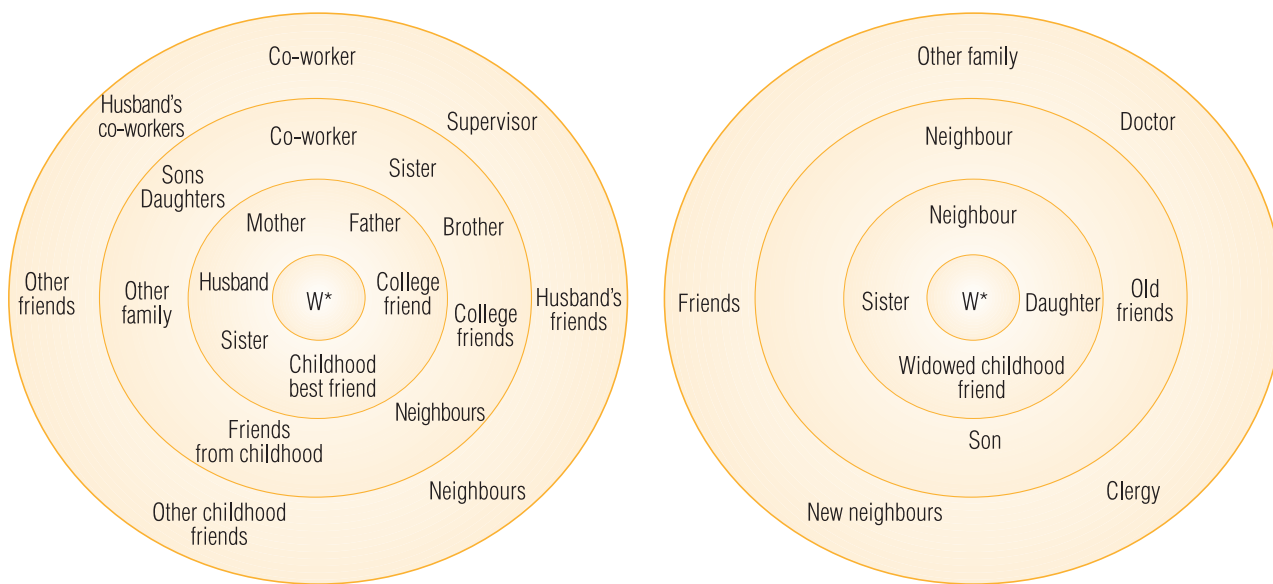 Co-worker
Husband's
co-workers
Supervisor
Co-worker
Sister
Sons
Daughters
Mother
Father
Brother
Other
friends
Other
family
Husband
W*
College
friend
College
friends
Husband's
friends
Sister
Childhood
best friend
Neighbours
Friends
from childhood
Neighbours
Other childhood
friends
Other family
Doctor
Neighbour
Neighbour
Friends
Sister
W*
Daughter
Old
friends
Widowed childhood
friend
Son
New neighbours
Clergy